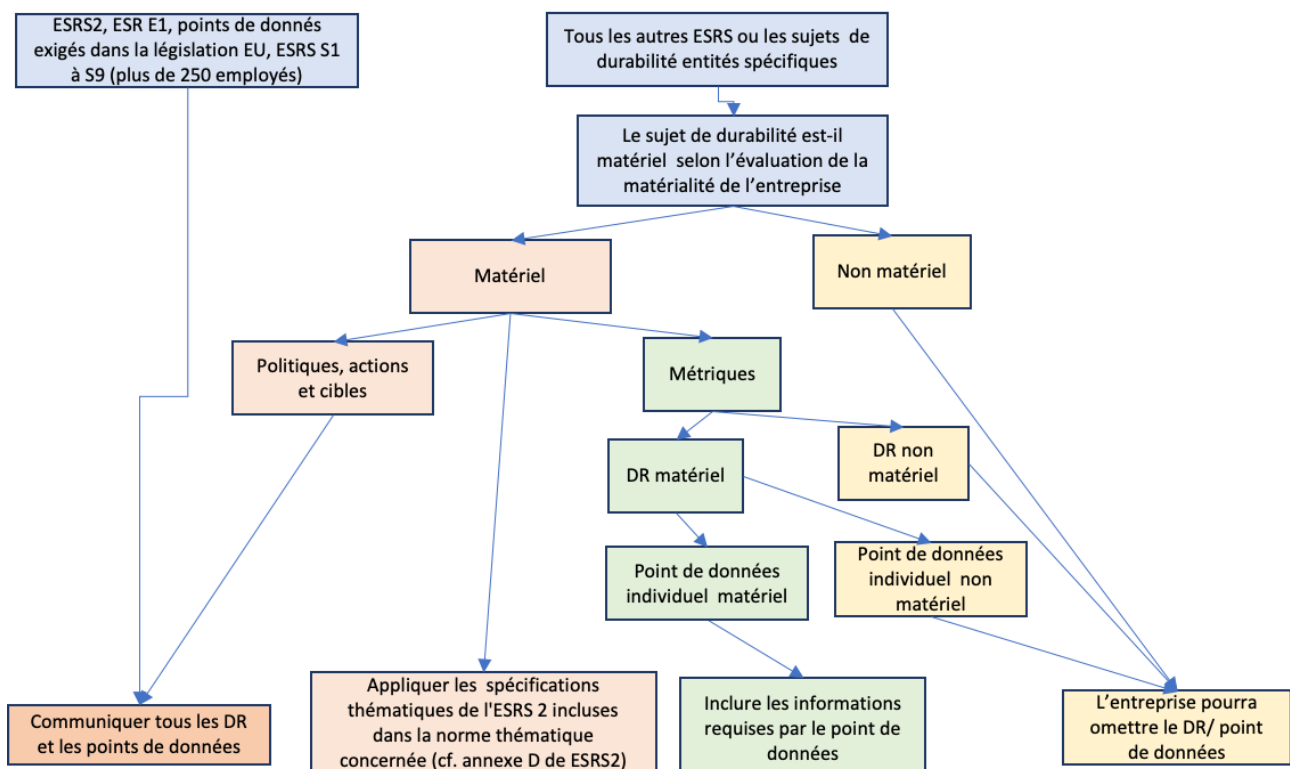 ESRS2, ESR E1, points de donnés
exigés dans la législation EU, ESRS S1
à S9 (plus de 250 employés)
Tous les autres ESRS ou les sujets de
durabilité entités spécifiques
Le sujet de durabilité est-il
matériel selon l’évaluation de la
matérialité de l’entreprise
Matériel
Non matériel
Politiques, actions
et cibles
Métriques
DR matériel
DR non
matériel
Point de données
individuel matériel
Point de données
individuel non
matériel
Communiquer tous les DR
et les points de données
Appliquer les spécifications
thématiques de l'ESRS 2 incluses
dans la norme thématique
concernée (cf. annexe D de ESRS2)
Inclure les informations
requises par le point de
données
L’entreprise pourra
omettre le DR/ point
de données